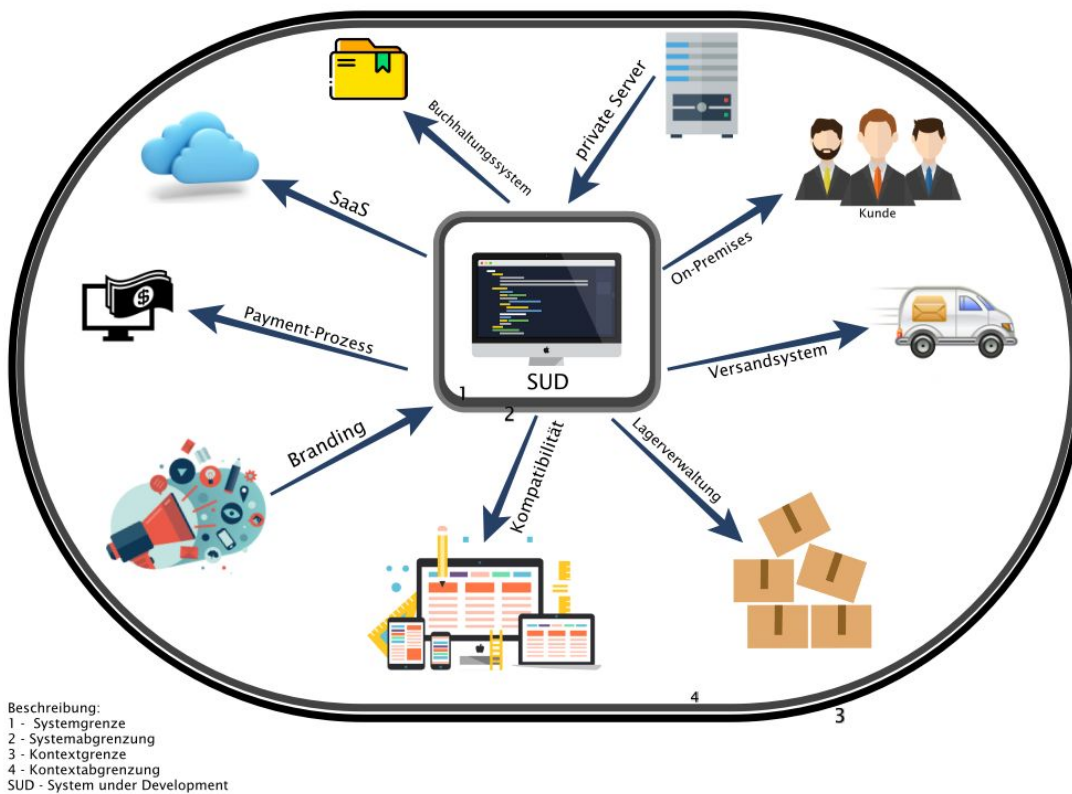 Buchhaltungssystem
private Server
SaaS
Kunde
On-Premises
Payment-Prozess
SUD
Versandsystem
1
2
Branding
Kompatibilität
Lagerverwaltung
4
3
Beschreibung:
1 - Systemgrenze
2 - Systemabgrenzung
3 - Kontextgrenze
4 - Kontextabgrenzung
SUD - System under Development